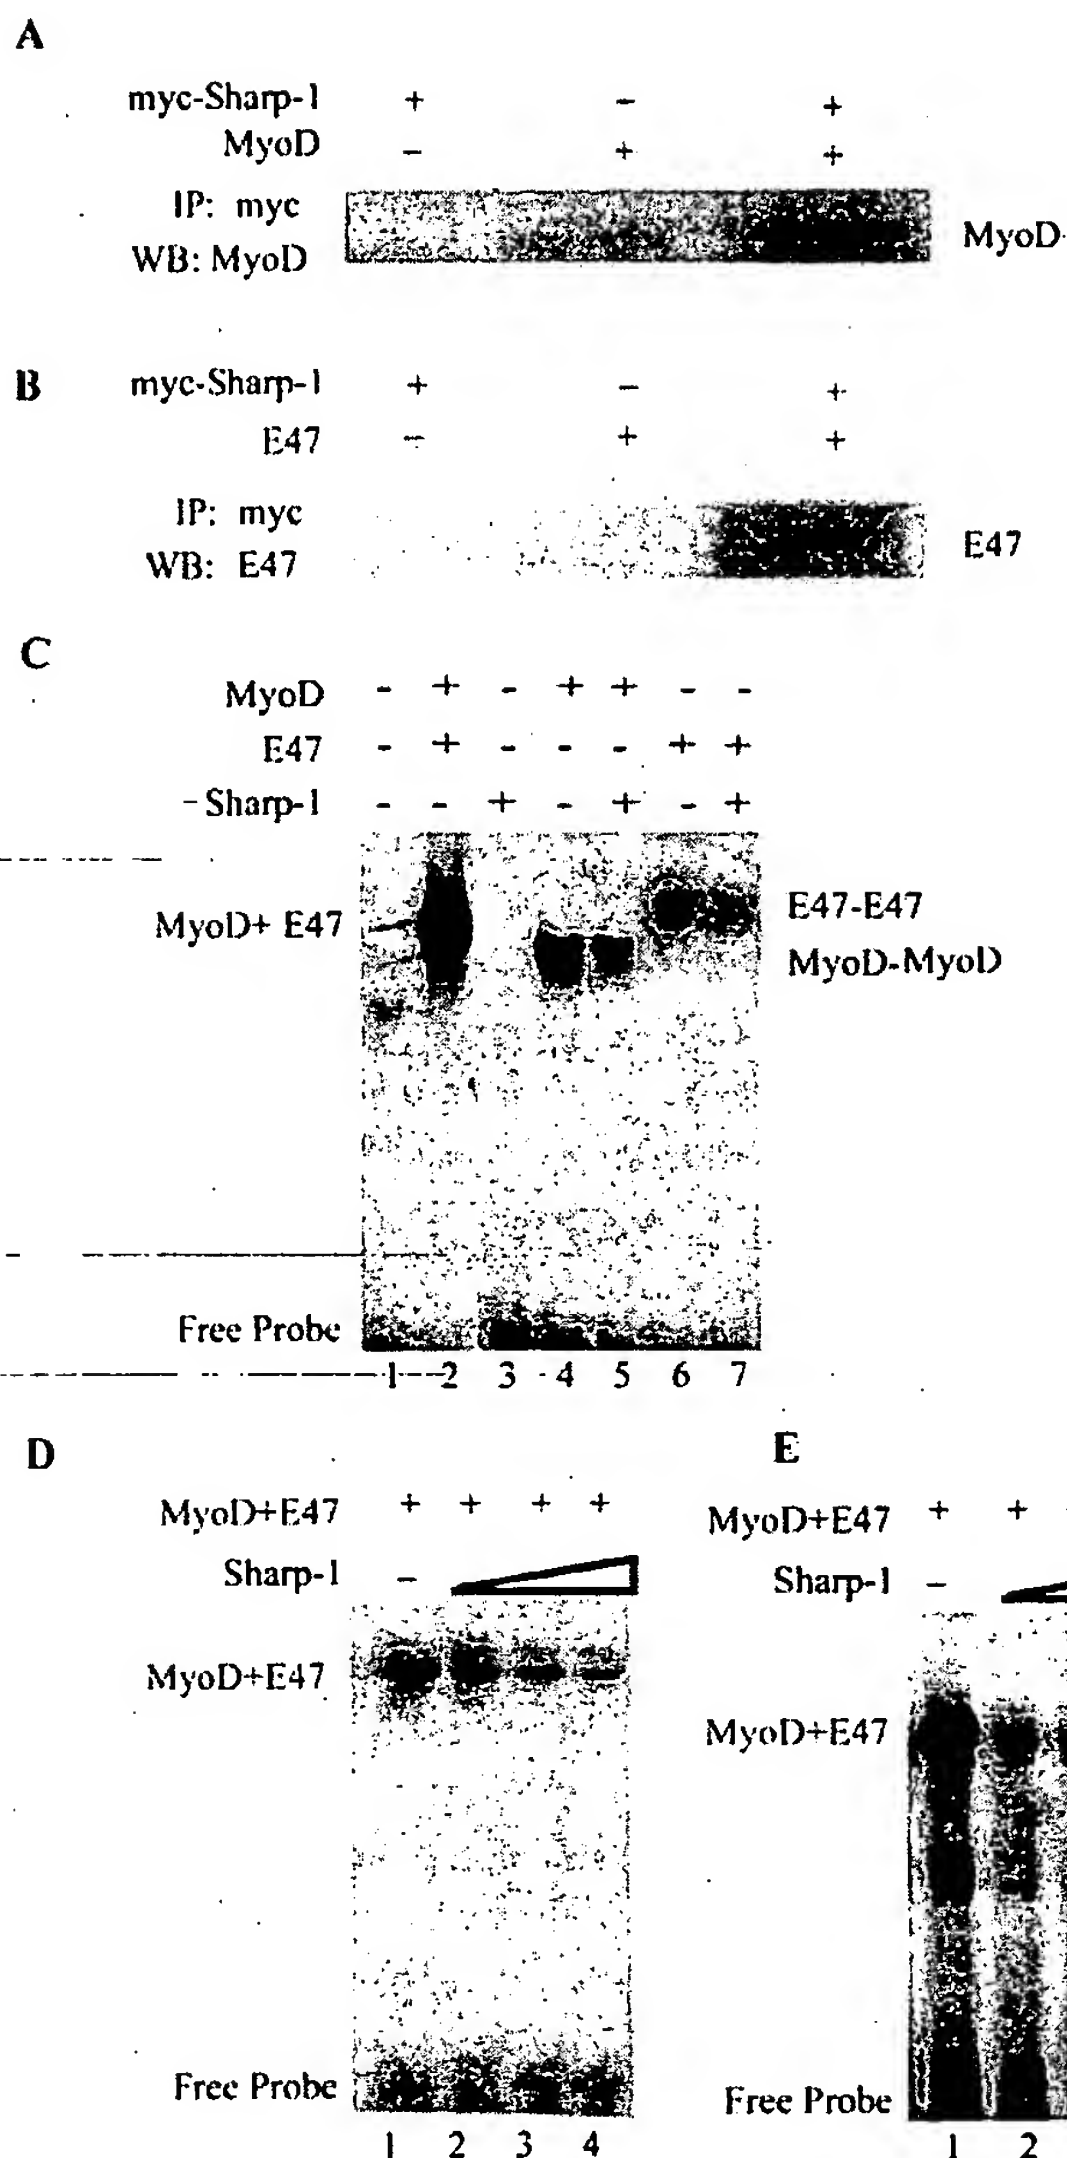 A
myc-Sharp-1 + - +
MyoD - + +
IP: myc
WB: MyoD
MyoD
B
myc-Sharp-1 + - +
E47 - + +
IP: myc
WB: E47
E47
C
MyoD - + - + + - -
E47 - + - - - + +
- Sharp-1 - - + - + - +
MyoD+ E47
E47-E47
MyoD-MyoD
Free Probe
1 2 3 4 5 6 7
D
MyoD+E47 + + + +
Sharp-1 -
MyoD+E47
Free Probe
1 2 3 4
E
MyoD+E47 + +
Sharp-1 -
MyoD+E47
Free Probe
1 2